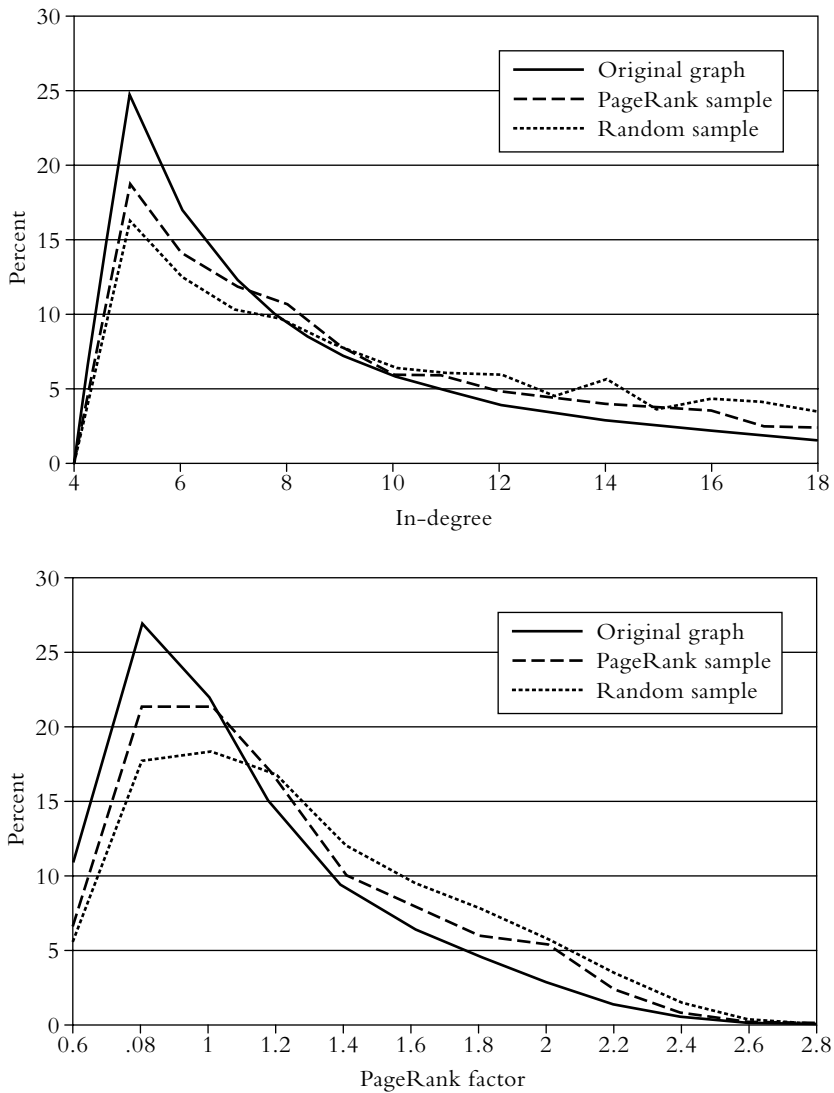 30
Original graph
25
PageRank sample
Random sample
20
15
Percent
10
5
0
4 6 8 10 12 14 16 18
In-degree
30
Original graph
25
PageRank sample
Random sample
20
15
Percent
10
5
0
0.6 .08 1 1.2 1.4 1.6 1.8 2 2.2 2.4 2.6 2.8
PageRank factor